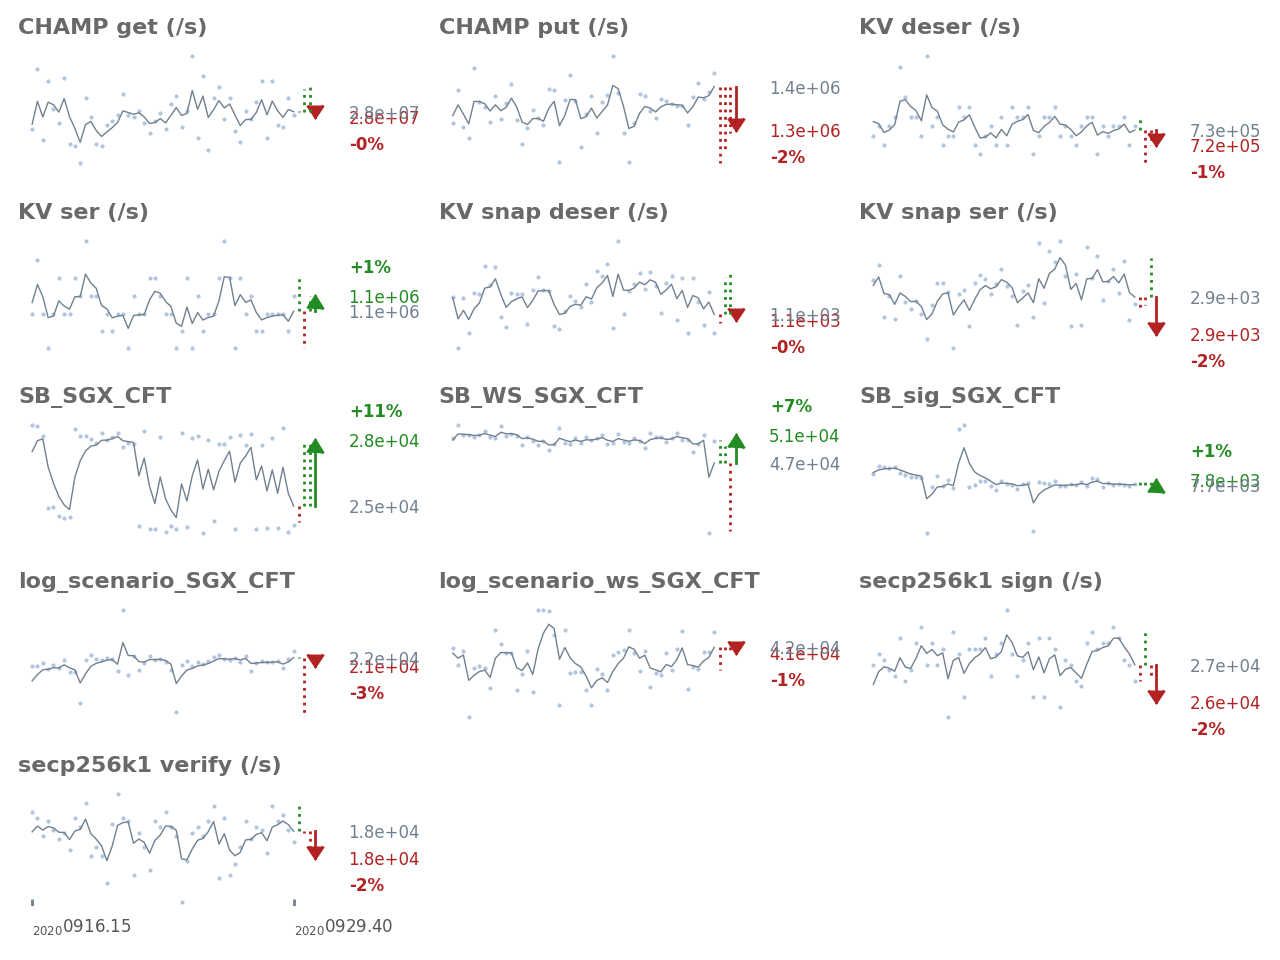 CHAMP get (/s)
2.8e+07
2.8e+07
-0%
CHAMP put (/s)
1.4e+06
1.3e+06
-2%
KV deser (/s)
7.3e+05
7.2e+05
-1%
KV ser (/s)
+1%
1.1e+06
1.1e+06
KV snap deser (/s)
1.1e+03
1.1e+03
-0%
KV snap ser (/s)
2.9e+03
2.9e+03
-2%
SB_SGX_CFT
+11%
2.8e+04
2.5e+04
SB_WS_SGX_CFT
+7%
5.1e+04
4.7e+04
SB_sig_SGX_CFT
+1%
7.8e+03
7.7e+03
log_scenario_SGX_CFT
2.2e+04
2.1e+04
-3%
log_scenario_ws_SGX_CFT
4.2e+04
4.1e+04
-1%
secp256k1 sign (/s)
2.7e+04
2.6e+04
-2%
secp256k1 verify (/s)
1.8e+04
1.8e+04
-2%
20200916.15
20200929.40